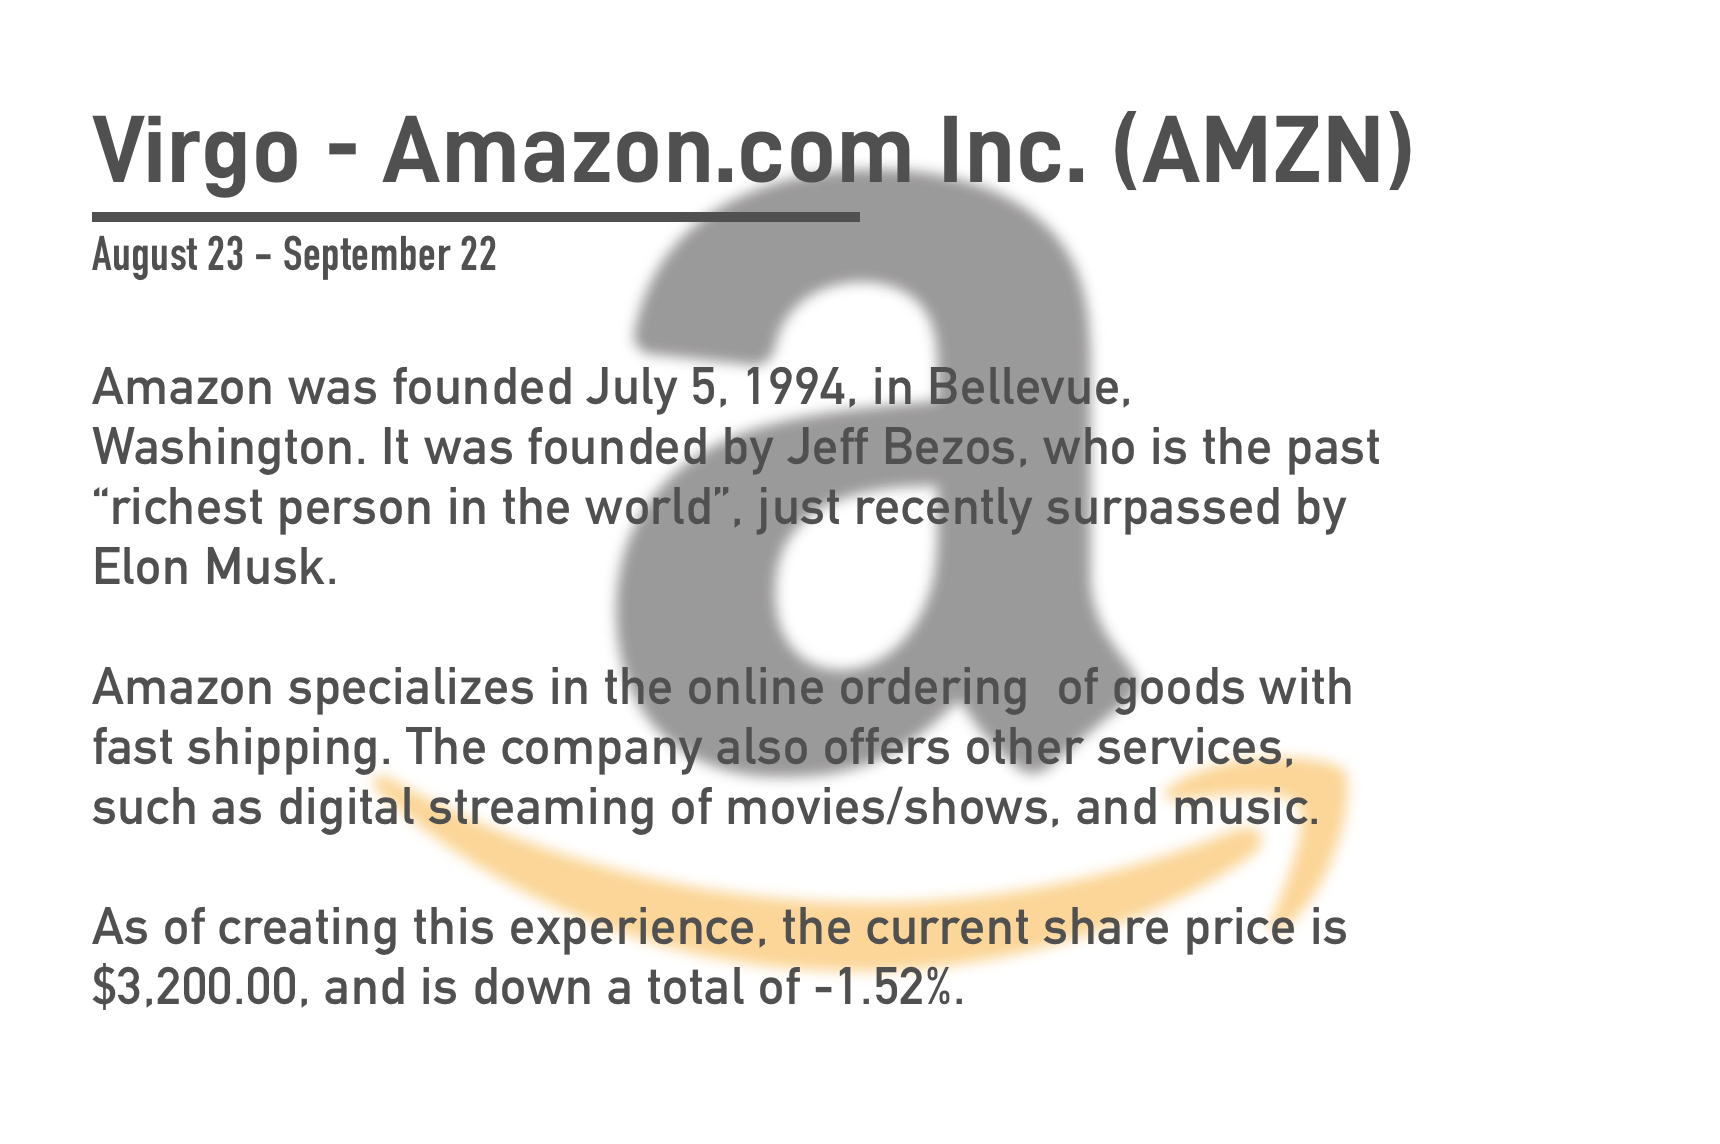 Virgo - Amazon.com Inc. (AMZN)
August 23 – September 22
Amazon was founded July 5, 1994, in Bellevue,
Washington. It was founded by Jeff Bezos, who is the past
“richest person in the world”, just recently surpassed by
Elon Musk.
Amazon specializes in the online ordering  of goods with
fast shipping. The company also offers other services,
such as digital streaming of movies/shows, and music.
As of creating this experience, the current share price is
$3,200.00, and is down a total of -1.52%.